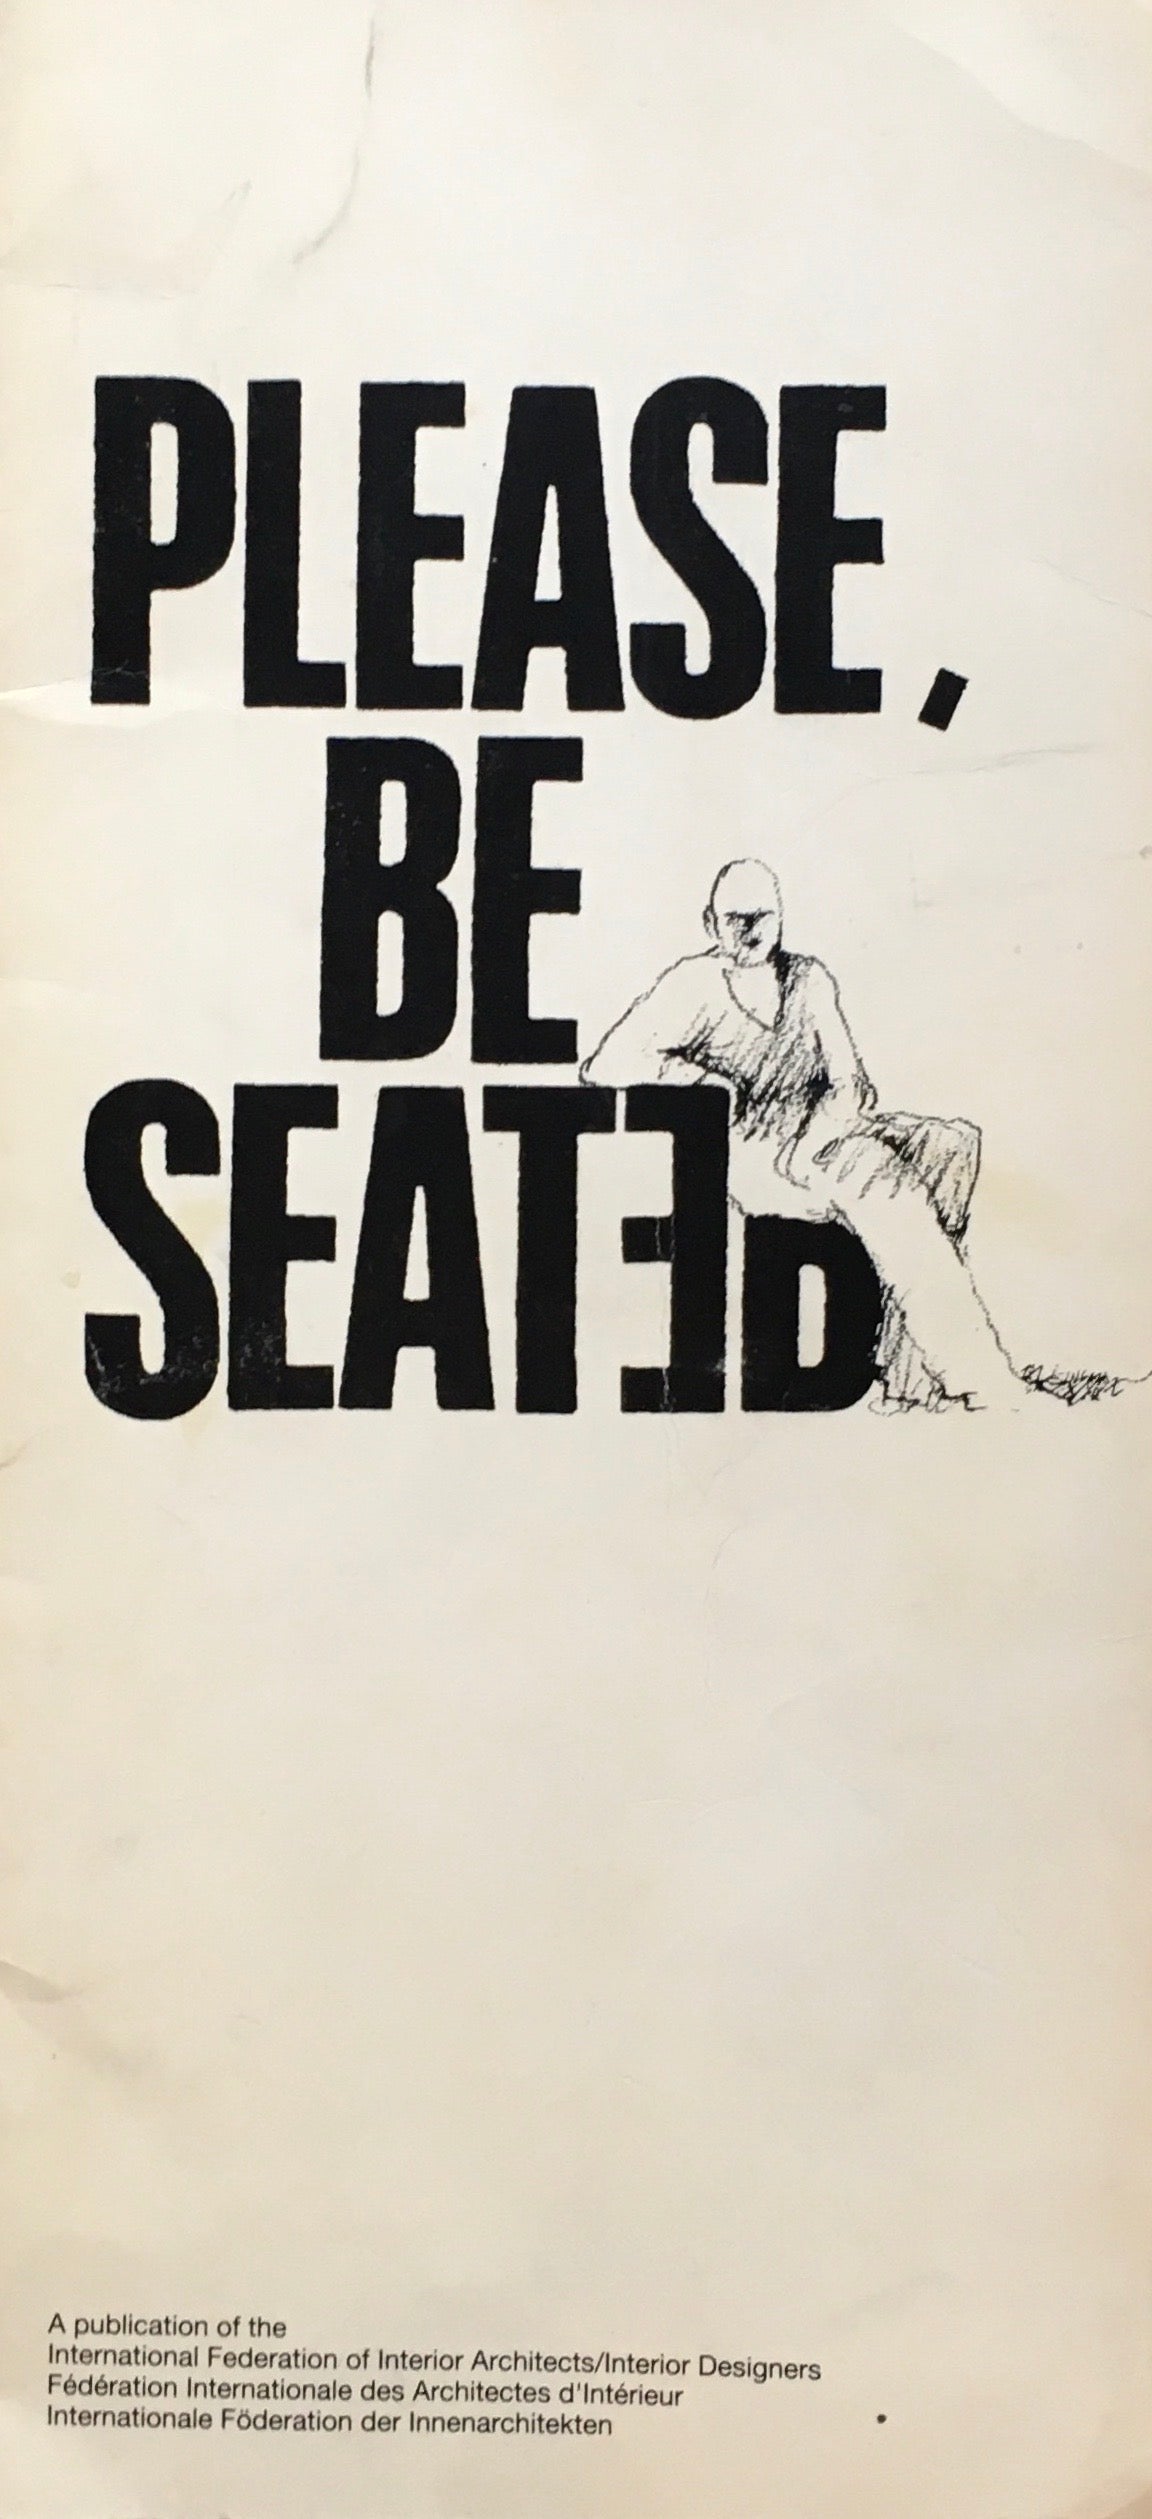 PLEASE,
BE
SEATED
A publication of the
International Federation of Interior Architects/Interior Designers
Fédération Internationale des Architectes d'Intérieur
Internationale Föderation der Innenarchitekten